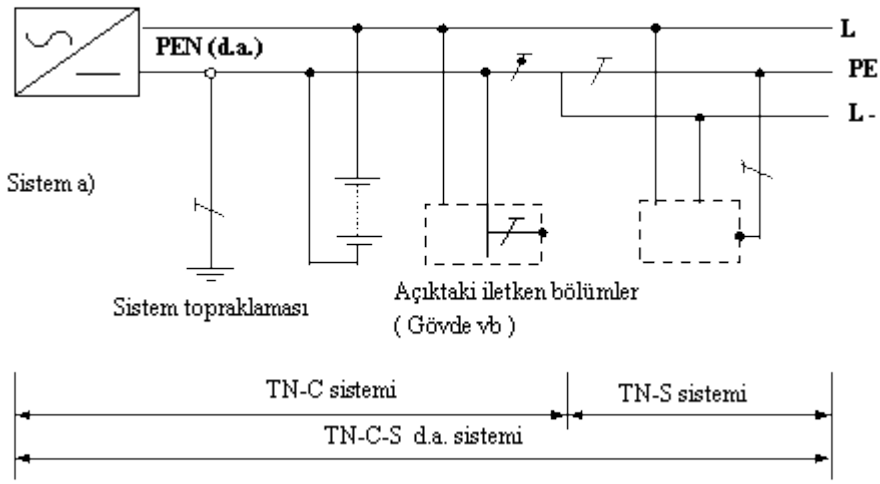 L
PEN (d.a.)
PE
L -
Sistem a)
Sistem topraklaması
Açıktaki iletken bölümler
( Gövde vb )
TN-C sistemi
TN-S sistemi
TN-C-S d.a. sistemi